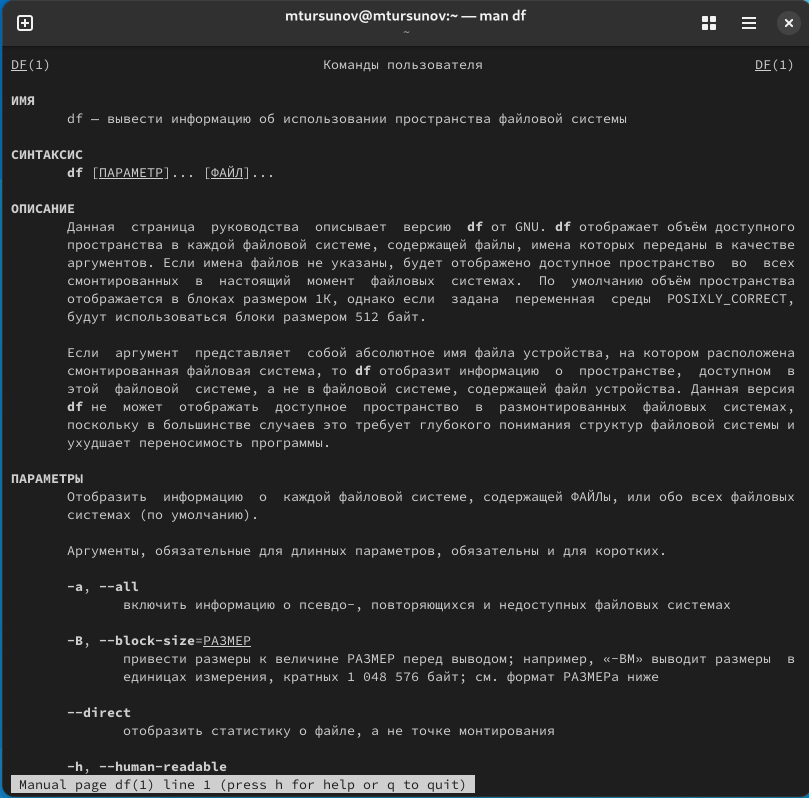 mtursunov@mtursunov:~ — man df
~
DF(1) Команды пользователя DF(1)
ИМЯ
df — вывести информацию об использовании пространства файловой системы
СИНТАКСИС
df [ПАРАМЕТР]... [ФАЙЛ]...
ОПИСАНИЕ
Данная страница руководства описывает версию df от GNU. df отображает объём доступного
пространства в каждой файловой системе, содержащей файлы, имена которых переданы в качестве
аргументов. Если имена файлов не указаны, будет отображено доступное пространство во всех
смонтированных в настоящий момент файловых системах. По умолчанию объём пространства
отображается в блоках размером 1K, однако если задана переменная среды POSIXLY_CORRECT,
будут использоваться блоки размером 512 байт.
Если аргумент представляет собой абсолютное имя файла устройства, на котором расположена
смонтированная файловая система, то df отобразит информацию о пространстве, доступном в
этой файловой системе, а не в файловой системе, содержащей файл устройства. Данная версия
df не может отображать доступное пространство в размонтированных файловых системах,
поскольку в большинстве случаев это требует глубокого понимания структур файловой системы и
ухудшает переносимость программы.
ПАРАМЕТРЫ
Отобразить информацию о каждой файловой системе, содержащей ФАЙЛы, или обо всех файловых
системах (по умолчанию).
Аргументы, обязательные для длинных параметров, обязательны и для коротких.
-a, --all
включить информацию о псевдо-, повторяющихся и недоступных файловых системах
-B, --block-size=РАЗМЕР
привести размеры к величине РАЗМЕР перед выводом; например, «-BM» выводит размеры в
единицах измерения, кратных 1 048 576 байт; см. формат РАЗМЕРа ниже
--direct
отобразить статистику о файле, а не точке монтирования
-h, --human-readable
Manual page df(1) line 1 (press h for help or q to quit)